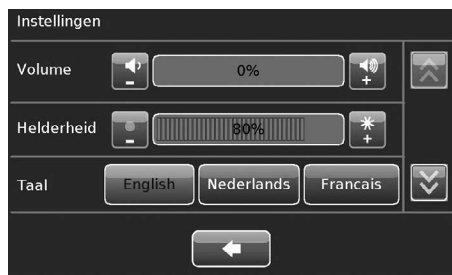 Instellingen
Volume
0%
Helderheid
80%
Taal
English Nederlands Francais